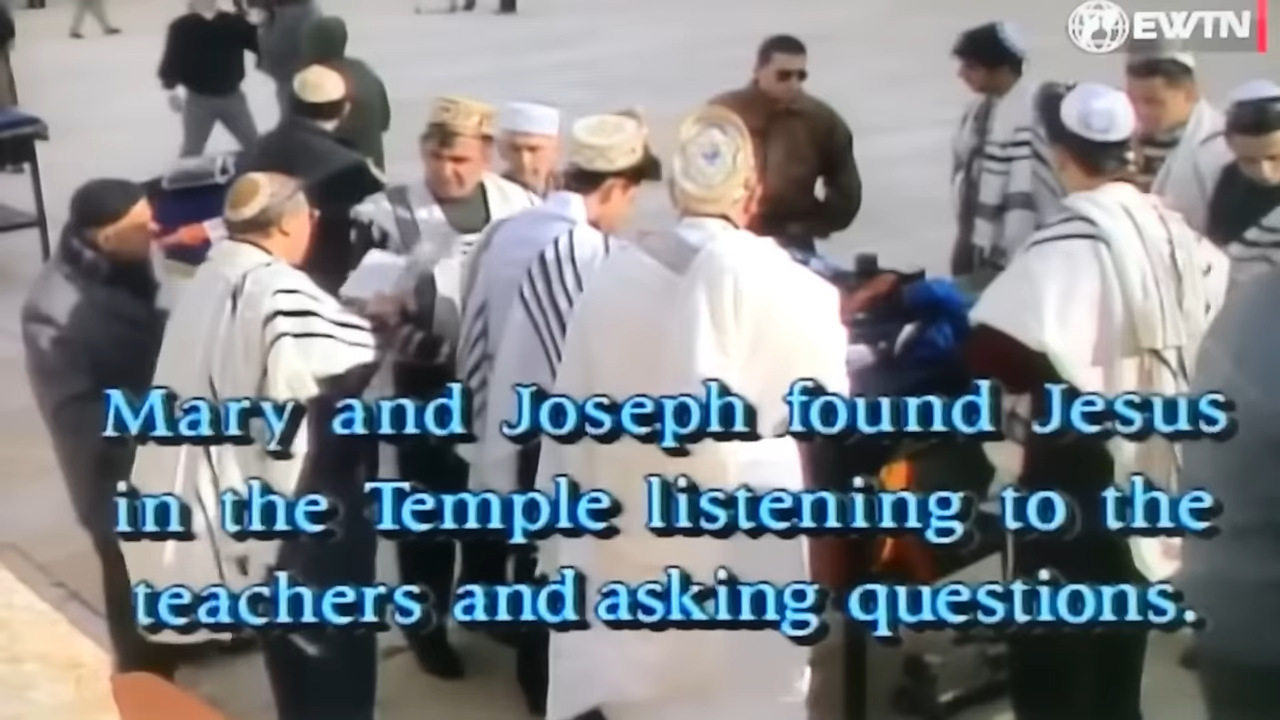 EWTN
Mary and Joseph found Jesus
in the Temple listening to the
teachers and asking questions.